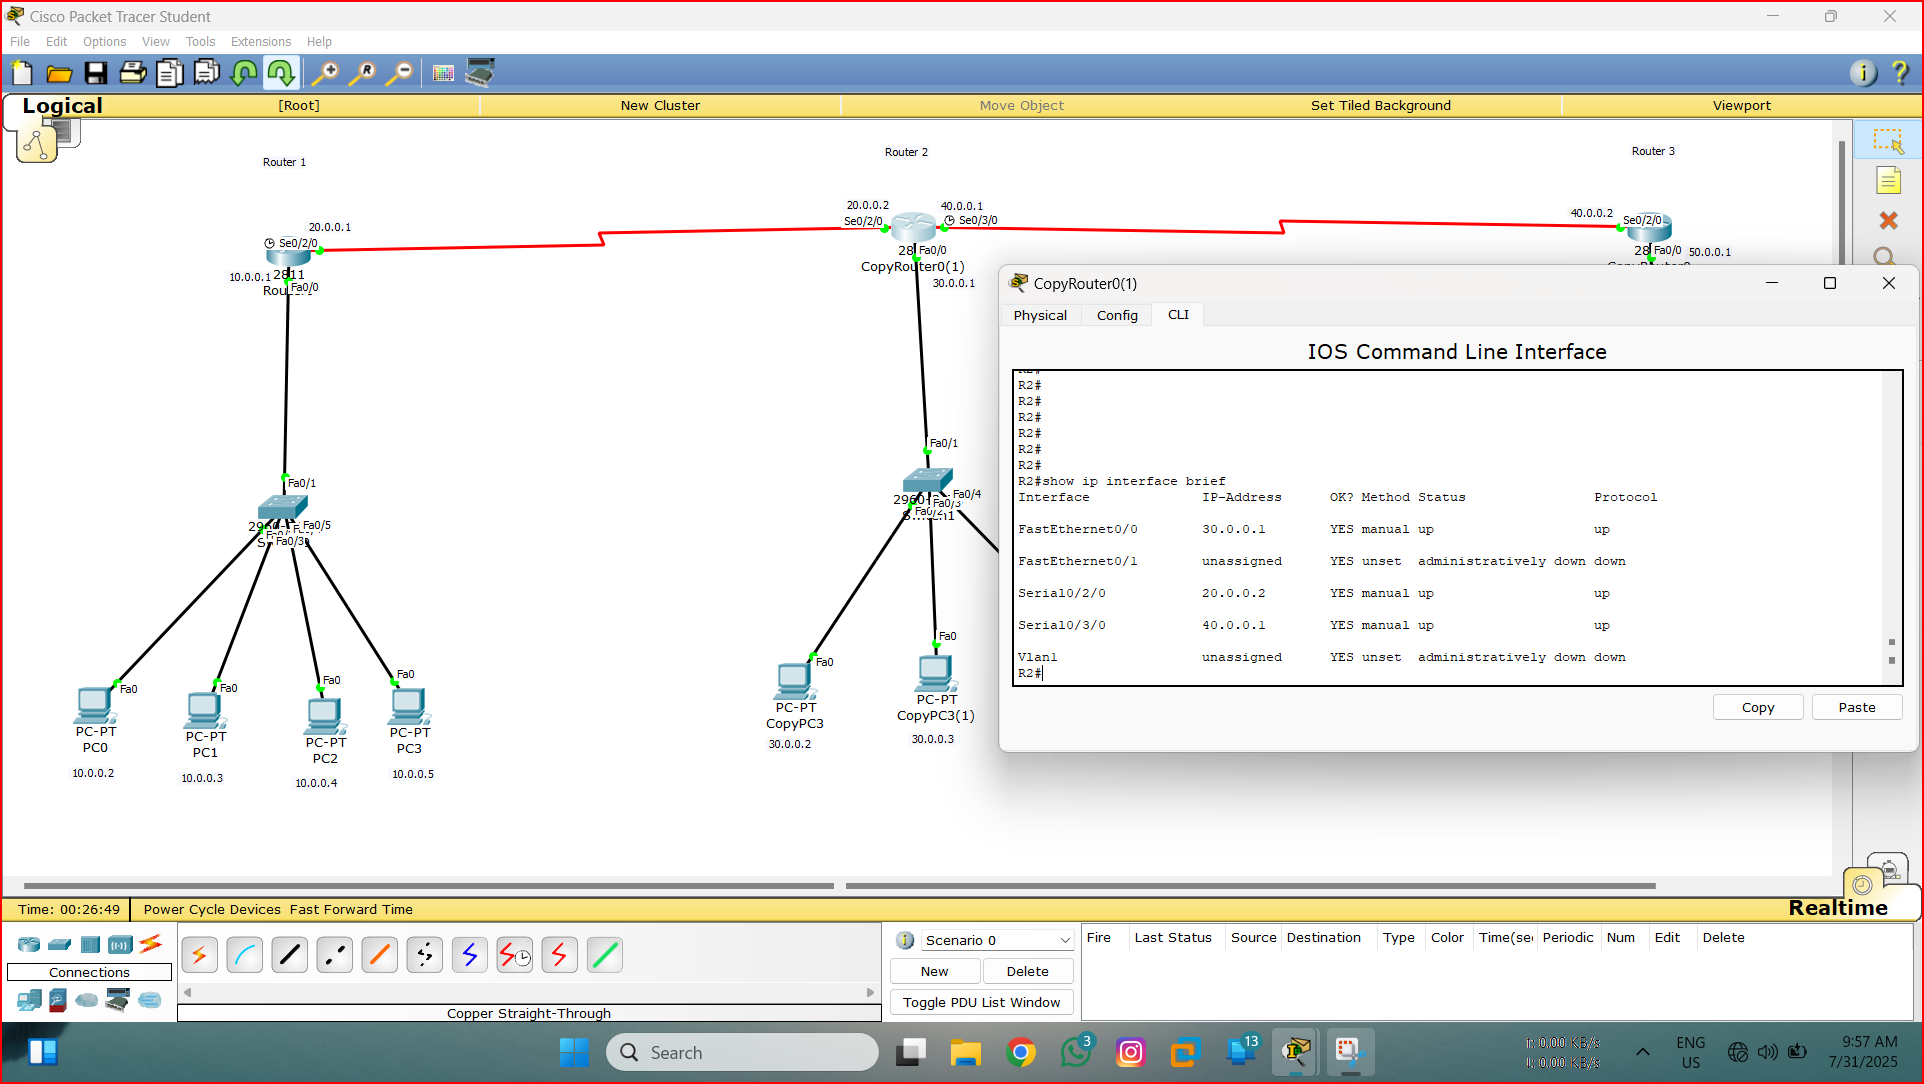 Cisco Packet Tracer Student
File Edit Options View Tools Extensions Help
Logical [Root] New Cluster Move Object Set Tiled Background Viewport
Router 1
Router 2
Router 3
20.0.0.1
Se0/2/0
10.0.0.1
2811
Fa0/0
20.0.0.2
Se0/2/0
40.0.0.1
Se0/3/0
28
Fa0/0
CopyRouter0(1)
30.0.0.1
40.0.0.2
Se0/2/0
28
Fa0/0
50.0.0.1
Fa0/1
Fa0/5
Fa0/3
Fa0 Fa0 Fa0 Fa0
PC-PT
PC0
10.0.0.2
PC-PT
PC1
10.0.0.3
PC-PT
PC2
10.0.0.4
PC-PT
PC3
10.0.0.5
Fa0/1
Fa0/4
Fa0/3
Fa0/2
Fa0
PC-PT
CopyPC3
30.0.0.2
Fa0
PC-PT
CopyPC3(1)
30.0.0.3
CopyRouter0(1)
Physical Config CLI
IOS Command Line Interface
R2#
R2#
R2#
R2#
R2#
R2#
R2#show ip interface brief
Interface IP-Address OK? Method Status Protocol
FastEthernet0/0 30.0.0.1 YES manual up up
FastEthernet0/1 unassigned YES unset administratively down down
Serial0/2/0 20.0.0.2 YES manual up up
Serial0/3/0 40.0.0.1 YES manual up up
Vlan1 unassigned YES unset administratively down down
R2#
Copy Paste
Time: 00:26:49 Power Cycle Devices Fast Forward Time
Realtime
Connections
Copper Straight-Through
Scenario 0
New Delete
Toggle PDU List Window
Fire Last Status Source Destination Type Color Time(sec Periodic Num Edit Delete
Search
3
13
0,00 KB/s
0,00 KB/s
ENG
US
9:57 AM
7/31/2025